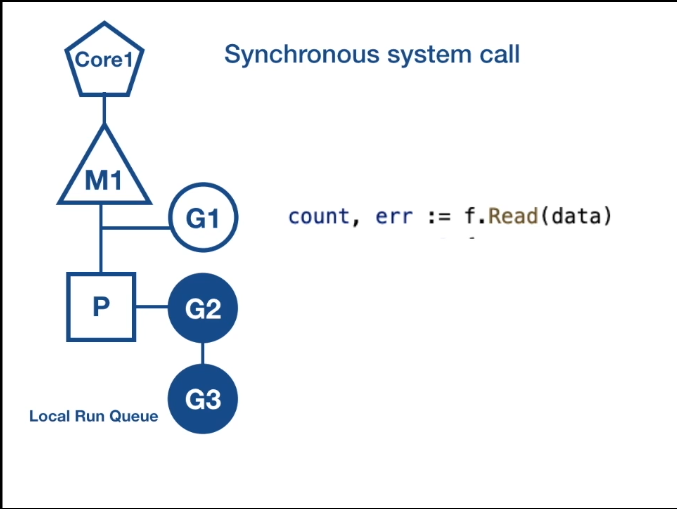 Core1
Synchronous system call
M1
G1
count, err := f.Read(data)
P
G2
G3
Local Run Queue